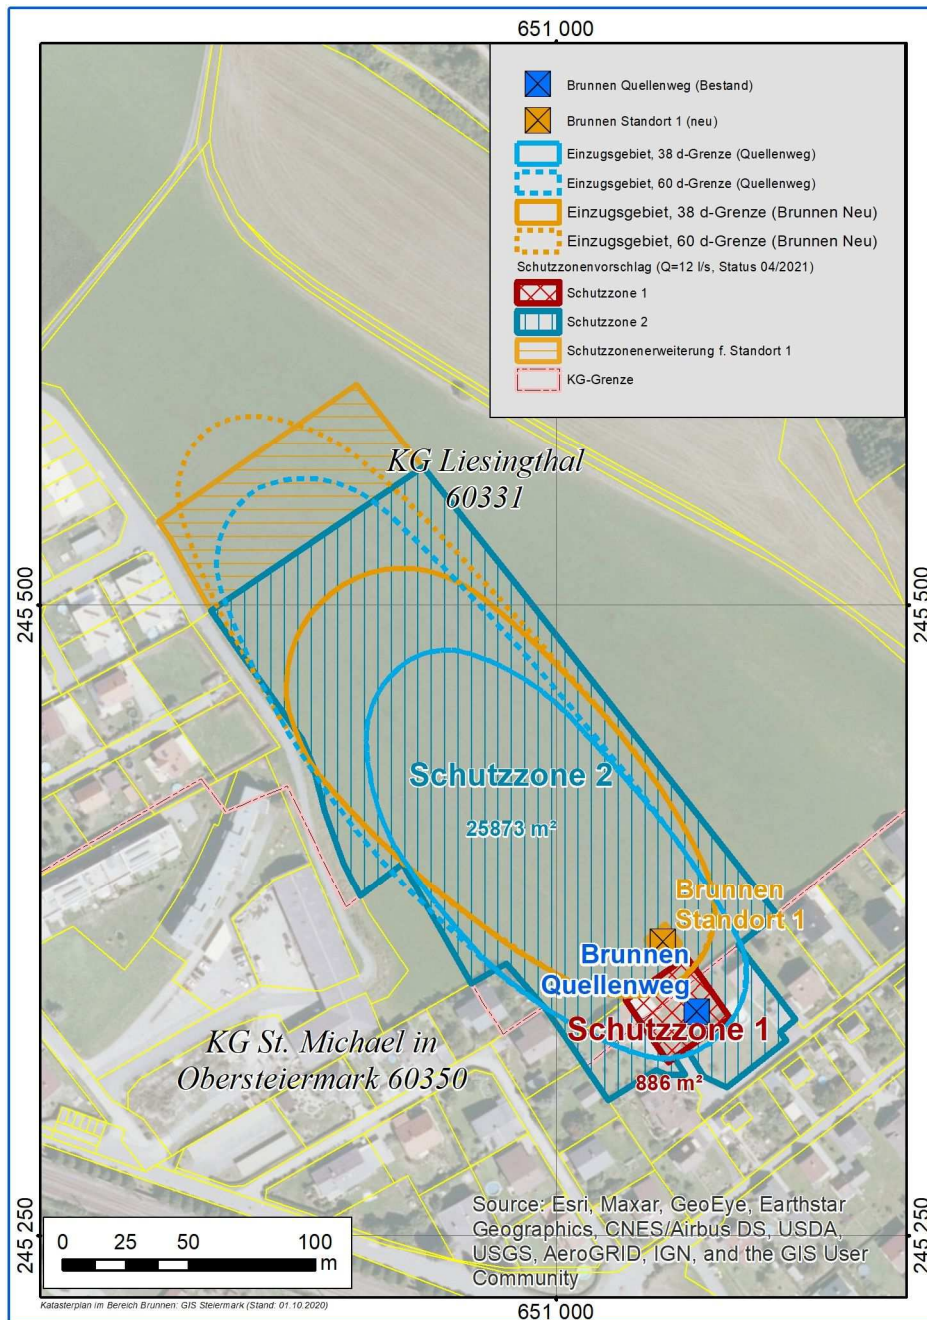 651 000
Brunnen Quellenweg (Bestand)
Brunnen Standort 1 (neu)
Einzugsgebiet, 38 d-Grenze (Quellenweg)
Einzugsgebiet, 60 d-Grenze (Quellenweg)
Einzugsgebiet, 38 d-Grenze (Brunnen Neu)
Einzugsgebiet, 60 d-Grenze (Brunnen Neu)
Schutzzonenvorschlag (Q=12 l/s, Status 04/2021)
Schutzzone 1
Schutzzone 2
Schutzzonenerweiterung f. Standort 1
KG-Grenze
KG Liesingthal
60331
245 500
245 500
Schutzzone 2
25873 m²
Brunnen
Standort 1
Brunnen
Quellenweg
Schutzzone 1
886 m²
KG St. Michael in
Obersteiermark 60350
245 250
245 250
Source: Esri, Maxar, GeoEye, Earthstar
Geographics, CNES/Airbus DS, USDA,
USGS, AeroGRID, IGN, and the GIS User
Community
0 25 50 100
m
Katasterplan im Bereich Brunnen: GIS Steiermark (Stand: 01.10.2020)
651 000